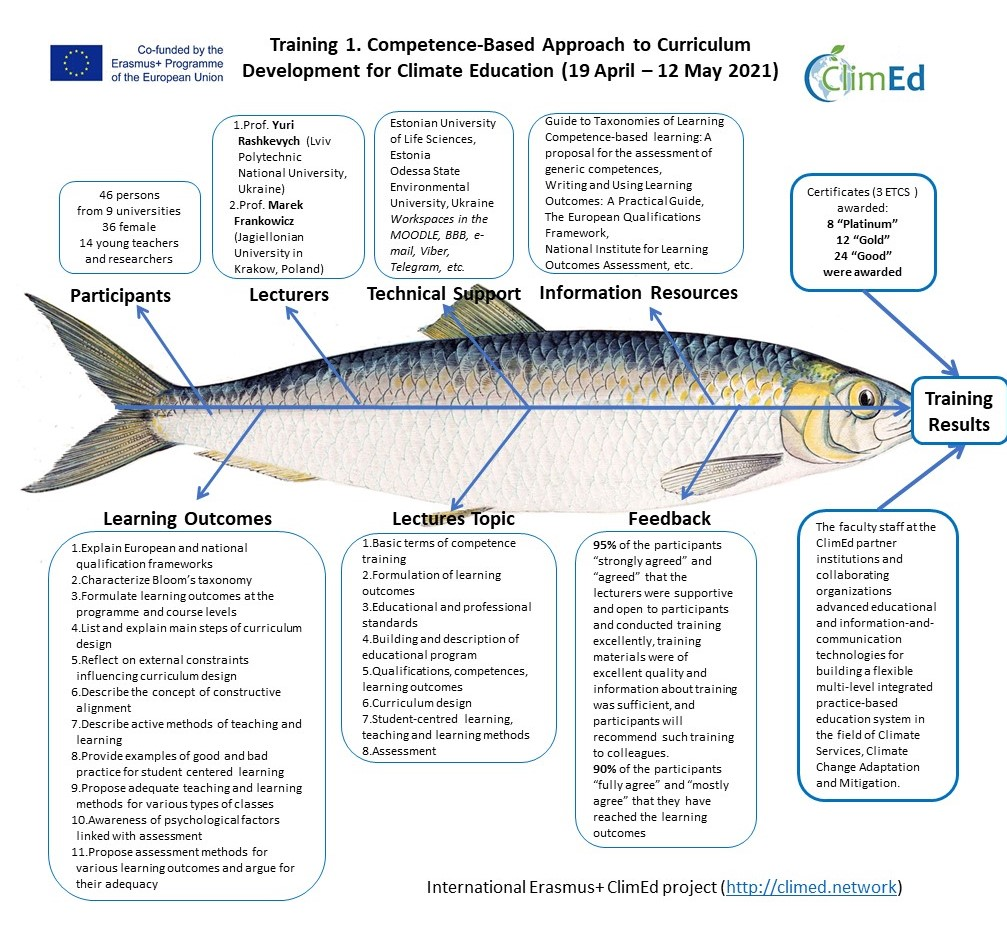 Co-funded by the
Erasmus+ Programme
of the European Union
Training 1. Competence-Based Approach to Curriculum
Development for Climate Education (19 April – 12 May 2021)
ClimEd
46 persons
from 9 universities
36 female
14 young teachers
and researchers
Participants
1.Prof. Yuri
Rashkevych (Lviv
Polytechnic
National University,
Ukraine)
2.Prof. Marek
Frankowicz
(Jagiellonian
University in
Krakow, Poland)
Lecturers
Estonian University
of Life Sciences,
Estonia
Odessa State
Environmental
University, Ukraine
Workspaces in the
MOODLE, BBB, e-
mail, Viber,
Telegram, etc.
Technical Support
Guide to Taxonomies of Learning
Competence-based learning: A
proposal for the assessment of
generic competences,
Writing and Using Learning
Outcomes: A Practical Guide,
The European Qualifications
Framework,
National Institute for Learning
Outcomes Assessment, etc.
Information Resources
Certificates (3 ETCS )
awarded:
8 “Platinum”
12 “Gold”
24 “Good”
were awarded
Training
Results
Learning Outcomes
1.Explain European and national
qualification frameworks
2.Characterize Bloom’s taxonomy
3.Formulate learning outcomes at the
programme and course levels
4.List and explain main steps of curriculum
design
5.Reflect on external constraints
influencing curriculum design
6.Describe the concept of constructive
alignment
7.Describe active methods of teaching and
learning
8.Provide examples of good and bad
practice for student centered learning
9.Propose adequate teaching and learning
methods for various types of classes
10.Awareness of psychological factors
linked with assessment
11.Propose assessment methods for
various learning outcomes and argue for
their adequacy
Lectures Topic
1.Basic terms of competence
training
2.Formulation of learning
outcomes
3.Educational and professional
standards
4.Building and description of
educational program
5.Qualifications, competences,
learning outcomes
6.Curriculum design
7.Student-centred learning,
teaching and learning methods
8.Assessment
Feedback
95% of the participants
“strongly agreed” and
“agreed” that the
lecturers were supportive
and open to participants
and conducted training
excellently, training
materials were of
excellent quality and
information about training
was sufficient, and
participants will
recommend such training
to colleagues.
90% of the participants
“fully agree” and “mostly
agree” that they have
reached the learning
outcomes
The faculty staff at the
ClimEd partner
institutions and
collaborating
organizations
advanced educational
and information-and-
communication
technologies for
building a flexible
multi-level integrated
practice-based
education system in
the field of Climate
Services, Climate
Change Adaptation
and Mitigation.
International Erasmus+ ClimEd project (http://climed.network)